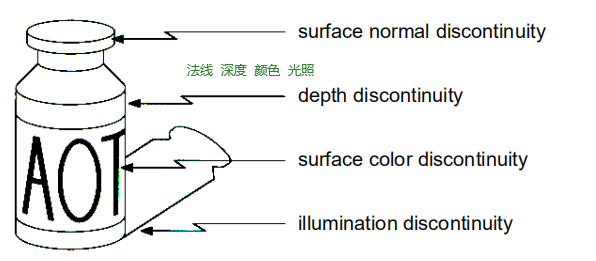 surface normal discontinuity
法线 深度 颜色 光照
depth discontinuity
AOT
surface color discontinuity
illumination discontinuity